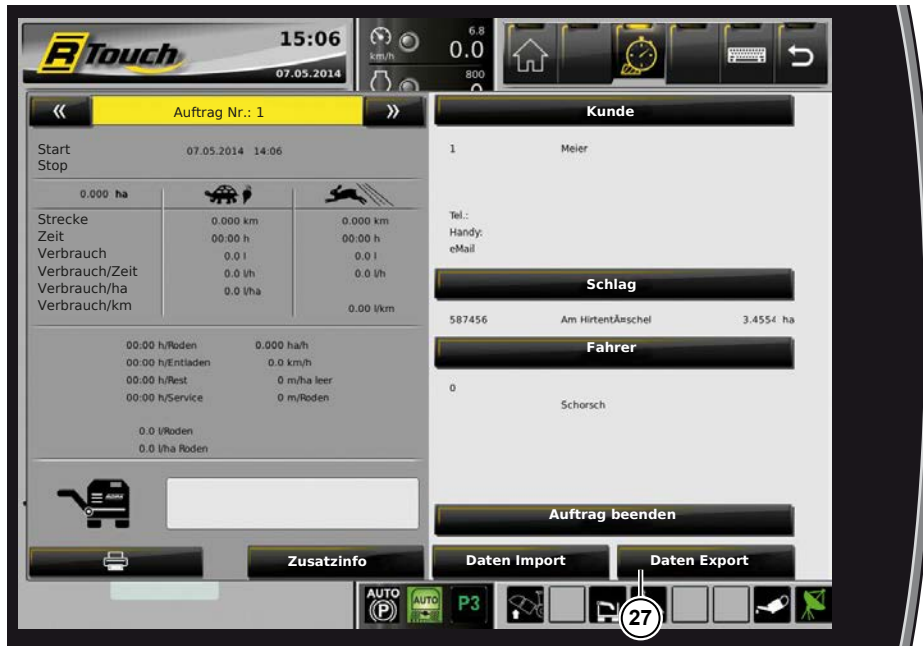 R Touch
15:06
07.05.2014
km/h
6.8
0.0
800
« Auftrag Nr.: 1 »
Start 07.05.2014 14:06
Stop
0.000 ha
Strecke 0.000 km 0.000 km
Zeit 00:00 h 00:00 h
Verbrauch 0.0 l 0.0 l
Verbrauch/Zeit 0.0 l/h 0.0 l/h
Verbrauch/ha 0.0 l/ha
Verbrauch/km 0.00 l/km
00:00 h/Roden 0.000 ha/h
00:00 h/Entladen 0.0 km/h
00:00 h/Rest 0 m/ha leer
00:00 h/Service 0 m/Roden
0.0 l/Roden
0.0 l/ha Roden
Zusatzinfo
Kunde
1 Meier
Tel.:
Handy:
eMail
Schlag
587456 Am HirtentÃ¤schel 3.4554 ha
Fahrer
0
Schorsch
Auftrag beenden
Daten Import Daten Export
AUTO
(P)
AUTO
P3
27